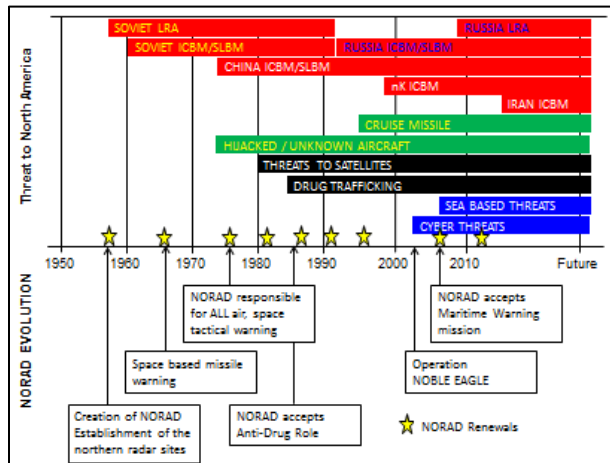 Threat to North America
SOVIET LRA
RUSSIA LRA
SOVIET ICBM/SLBM
RUSSIA ICBM/SLBM
CHINA ICBM/SLBM
nK ICBM
IRAN ICBM
CRUISE MISSILE
HIJACKED / UNKNOWN AIRCRAFT
THREATS TO SATELLITES
DRUG TRAFFICKING
SEA BASED THREATS
CYBER THREATS
1950 1960 1970 1980 1990 2000 2010 Future
NORAD EVOLUTION
NORAD responsible
for ALL air, space
tactical warning
NORAD accepts
Maritime Warning
mission
Space based missile
warning
Operation
NOBLE EAGLE
Creation of NORAD
Establishment of the
northern radar sites
NORAD accepts
Anti-Drug Role
NORAD Renewals